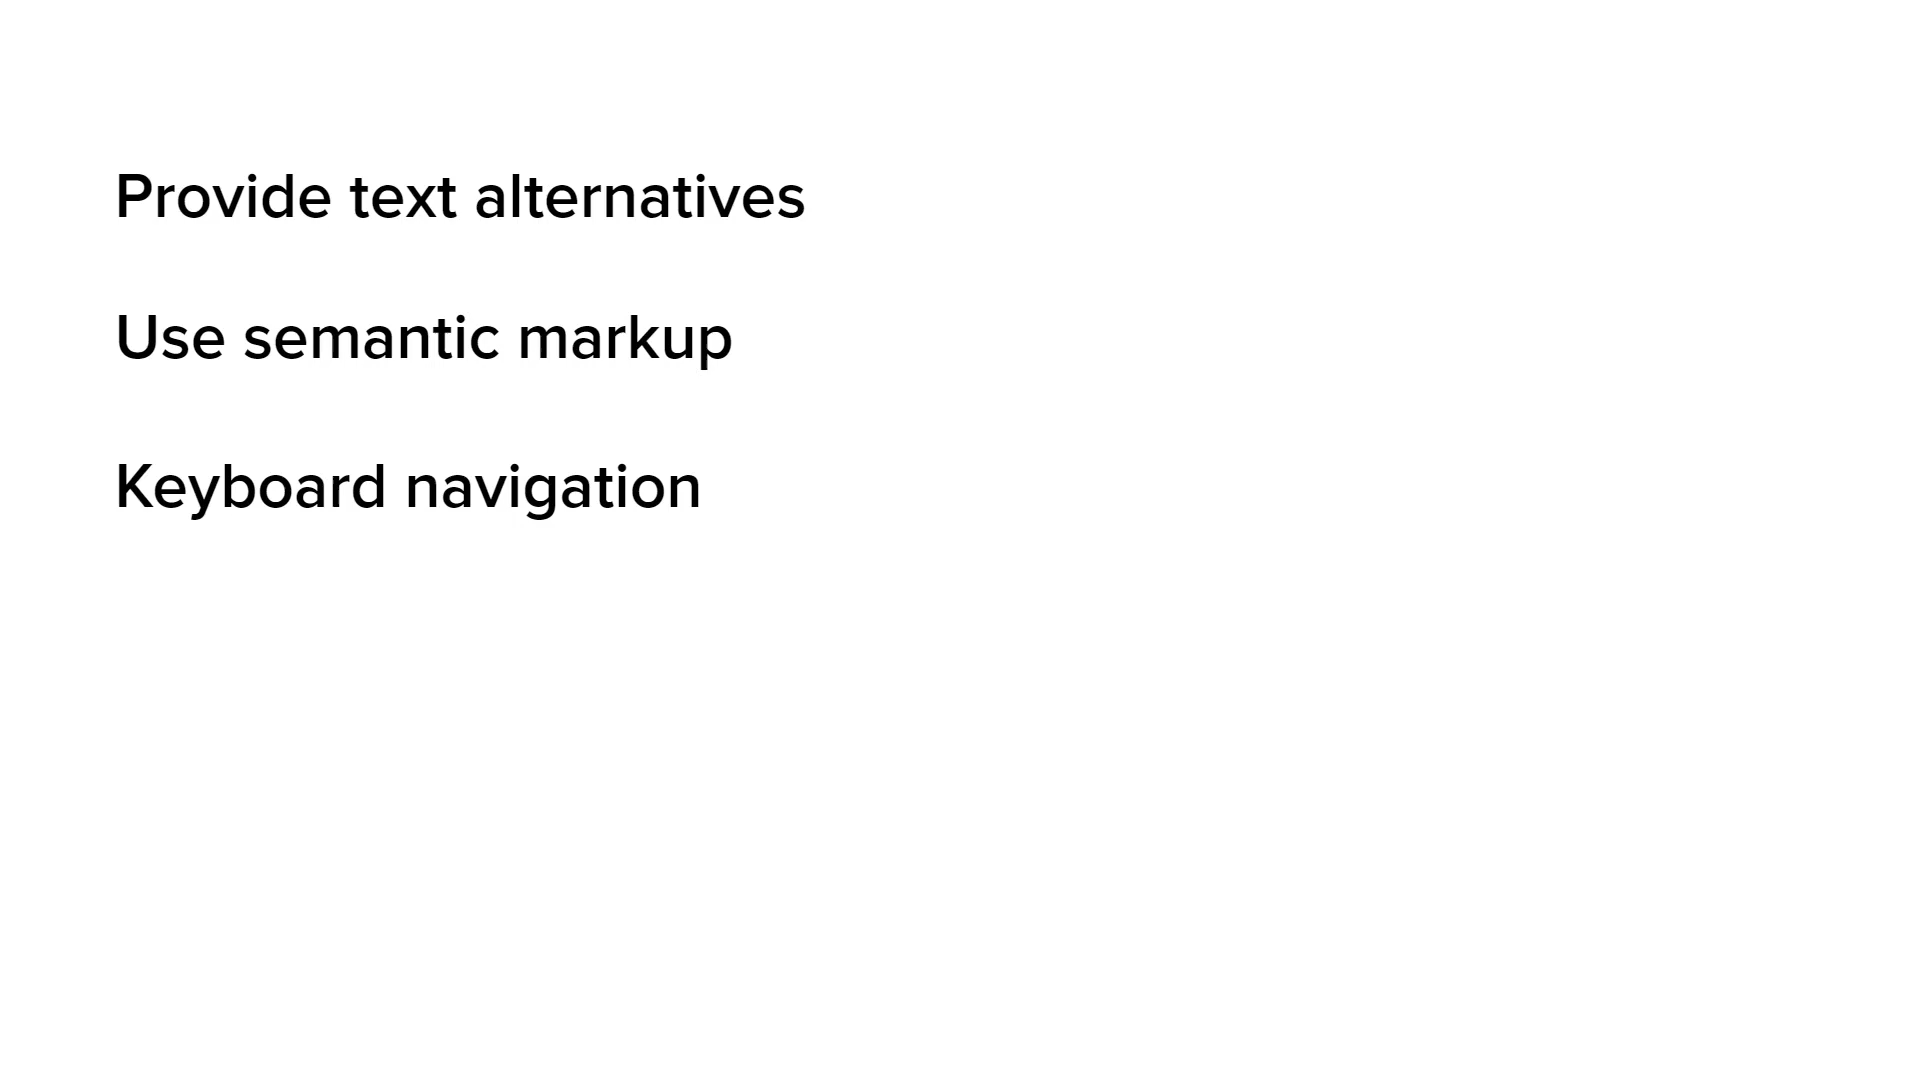 Provide text alternatives
Use semantic markup
Keyboard navigation